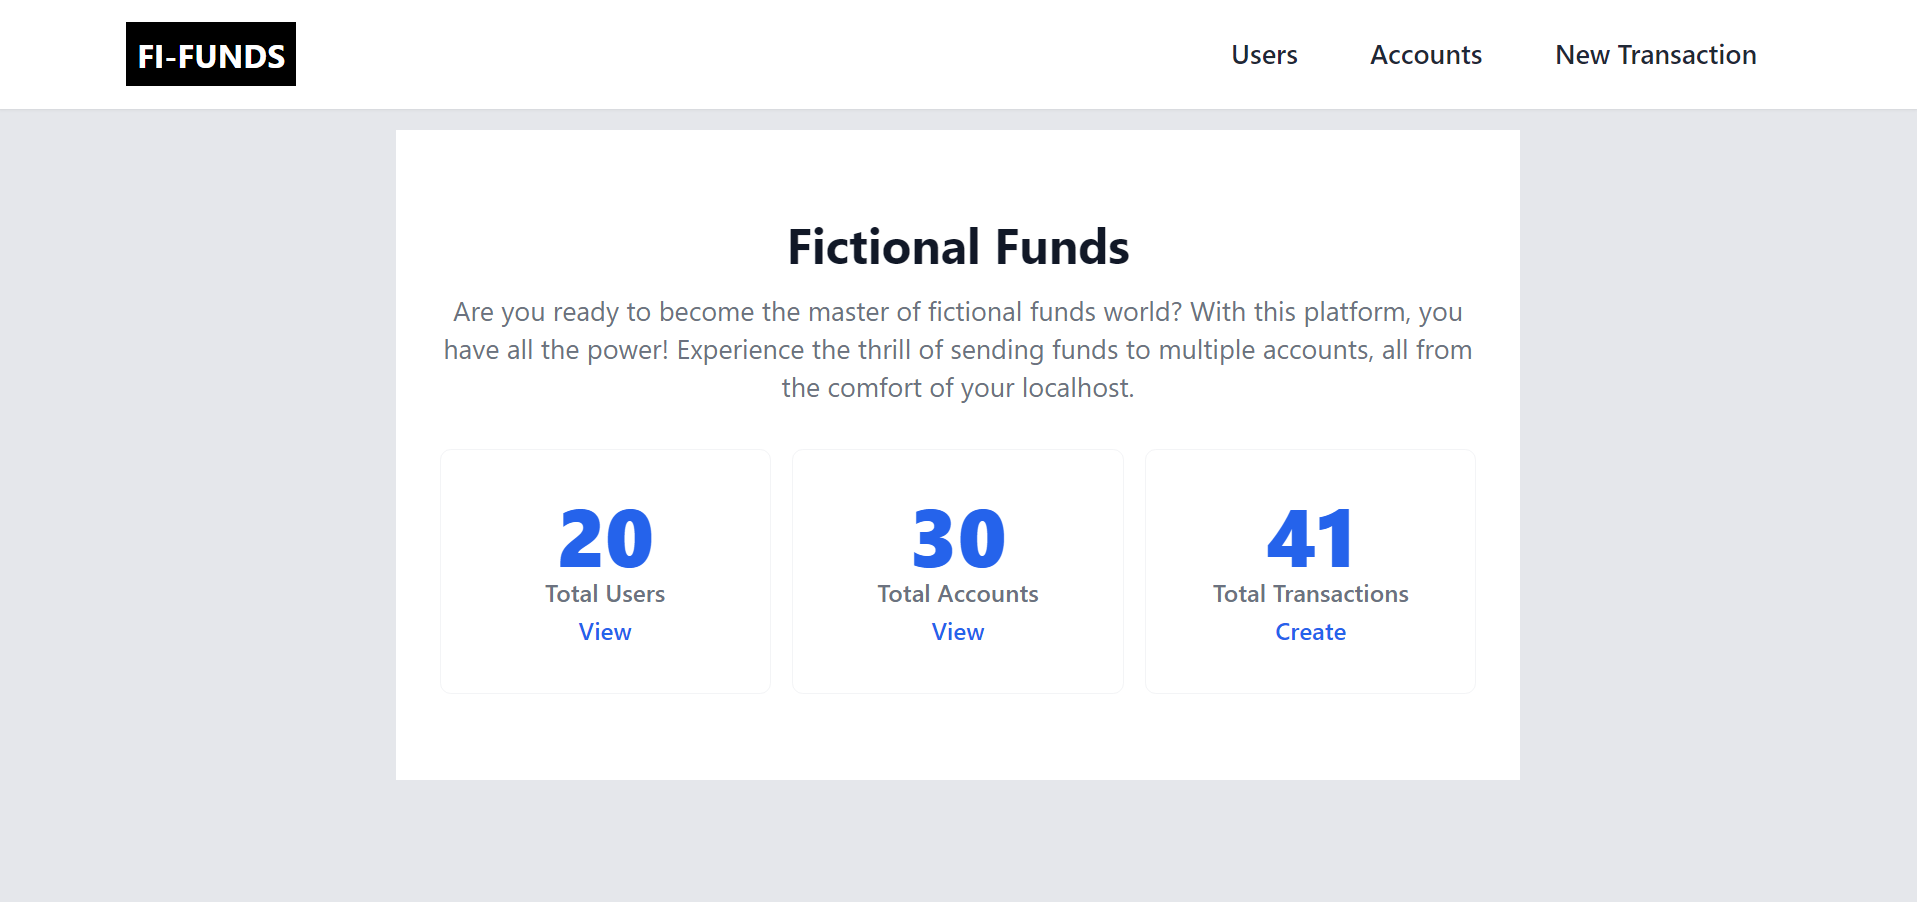 FI-FUNDS
Users
Accounts
New Transaction
Fictional Funds
Are you ready to become the master of fictional funds world? With this platform, you
have all the power! Experience the thrill of sending funds to multiple accounts, all from
the comfort of your localhost.
20
Total Users
View
30
Total Accounts
View
41
Total Transactions
Create